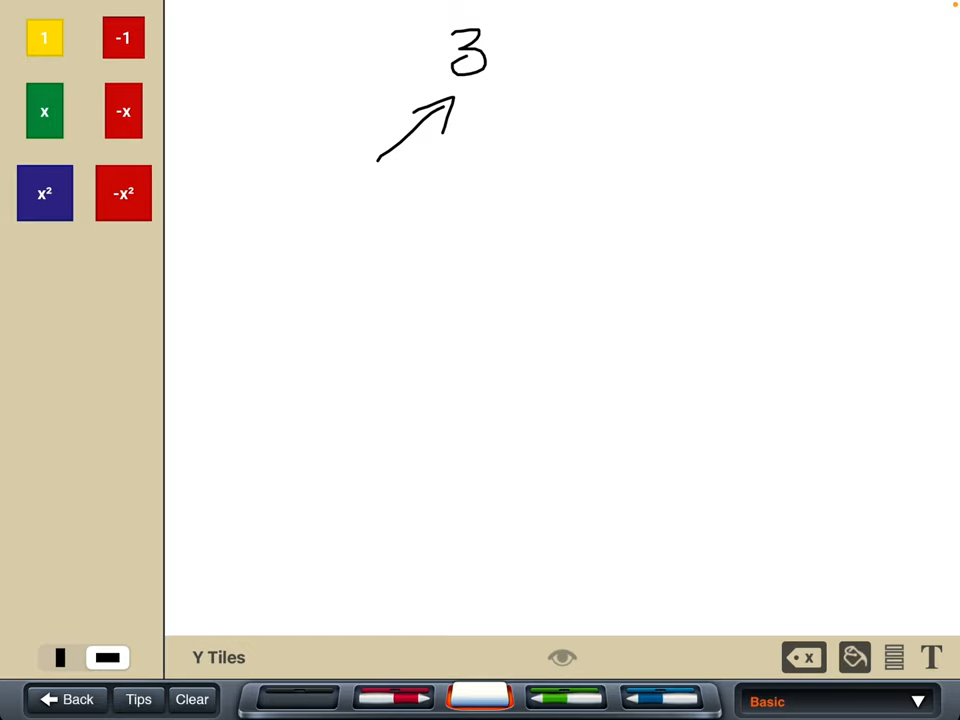 3
1 -1
x -x
x² -x²
Y Tiles x T
Back Tips Clear Basic